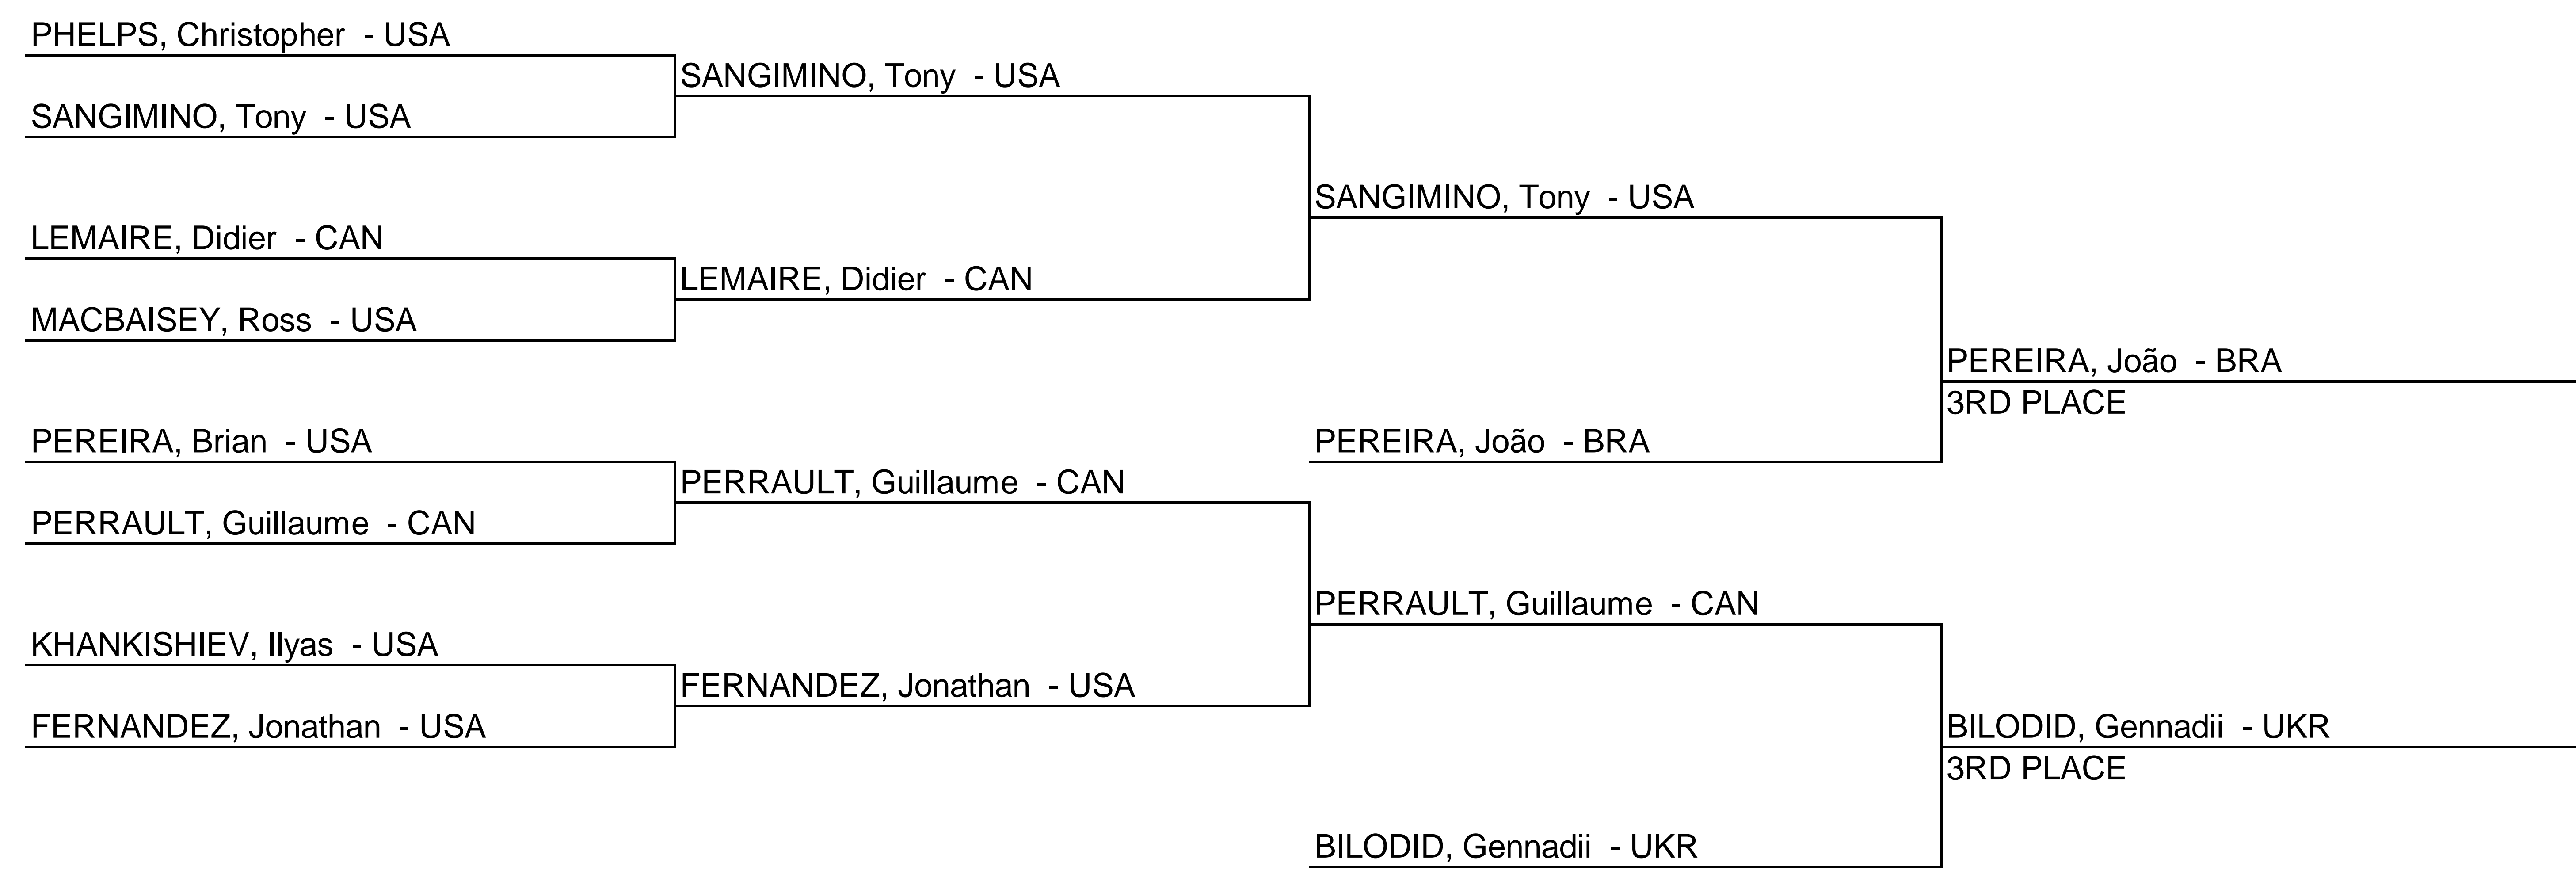 PHELPS, Christopher - USA
SANGIMINO, Tony - USA
SANGIMINO, Tony - USA
LEMAIRE, Didier - CAN
MACBAISEY, Ross - USA
LEMAIRE, Didier - CAN
SANGIMINO, Tony - USA
PEREIRA, João - BRA
PEREIRA, João - BRA
3RD PLACE
PEREIRA, Brian - USA
PERRAULT, Guillaume - CAN
PERRAULT, Guillaume - CAN
KHANKISHIEV, Ilyas - USA
FERNANDEZ, Jonathan - USA
FERNANDEZ, Jonathan - USA
PERRAULT, Guillaume - CAN
BILODID, Gennadii - UKR
BILODID, Gennadii - UKR
3RD PLACE